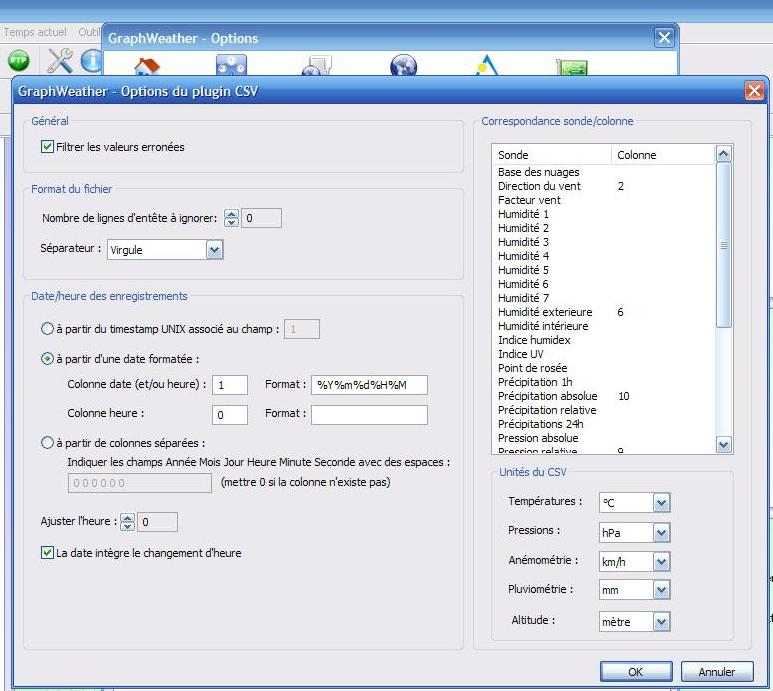 Temps actuel Outil
GraphWeather - Options
FTP
GraphWeather - Options du plugin CSV
Général
Filtrer les valeurs erronées
Format du fichier
Nombre de lignes d'entête à ignorer: 0
Séparateur : Virgule
Date/heure des enregistrements
à partir du timestamp UNIX associé au champ : 1
à partir d'une date formatée :
Colonne date (et/ou heure) : 1 Format : %Y%m%d%H%M
Colonne heure : 0 Format :
à partir de colonnes séparées :
Indiquer les champs Année Mois Jour Heure Minute Seconde avec des espaces :
0 0 0 0 0 0 (mettre 0 si la colonne n'existe pas)
Ajuster l'heure : 0
La date intègre le changement d'heure
Correspondance sonde/colonne
Sonde Colonne
Base des nuages
Direction du vent 2
Facteur vent
Humidité 1
Humidité 2
Humidité 3
Humidité 4
Humidité 5
Humidité 6
Humidité 7
Humidité exterieure 6
Humidité intérieure
Indice humidex
Indice UV
Point de rosée
Précipitation 1h
Précipitation absolue 10
Précipitation relative
Précipitations 24h
Pression absolue
Pression relative 9
Unités du CSV
Températures : °C
Pressions : hPa
Anémométrie : km/h
Pluviométrie : mm
Altitude : mètre
OK Annuler